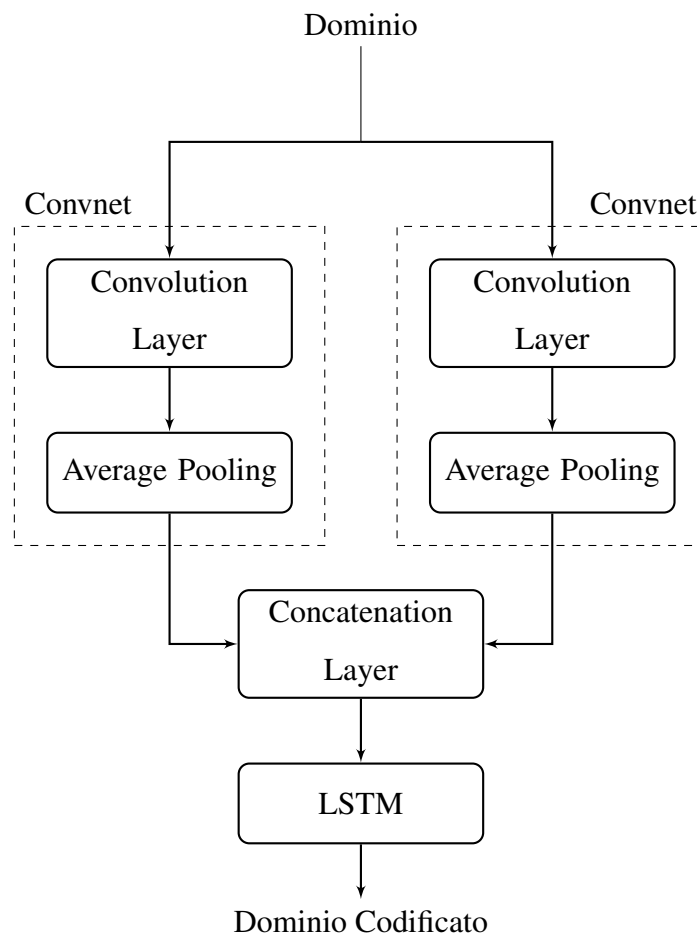 Dominio
Convnet
Convnet
Convolution
Layer
Convolution
Layer
Average Pooling
Average Pooling
Concatenation
Layer
LSTM
Dominio Codificato